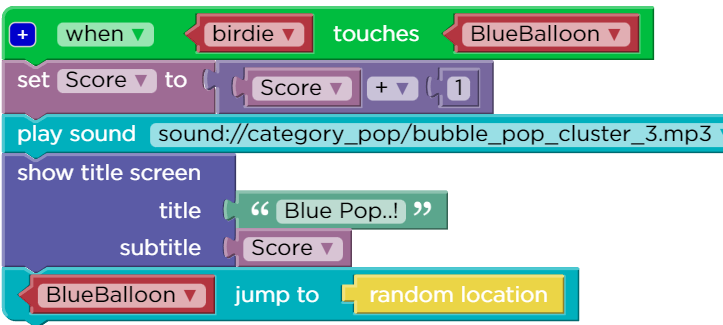 + when ▼ birdie ▼ touches BlueBalloon ▼
set Score ▼ to Score ▼ + ▼ 1
play sound sound://category_pop/bubble_pop_cluster_3.mp3 ▼
show title screen
title “ Blue Pop..! ”
subtitle Score ▼
BlueBalloon ▼ jump to random location